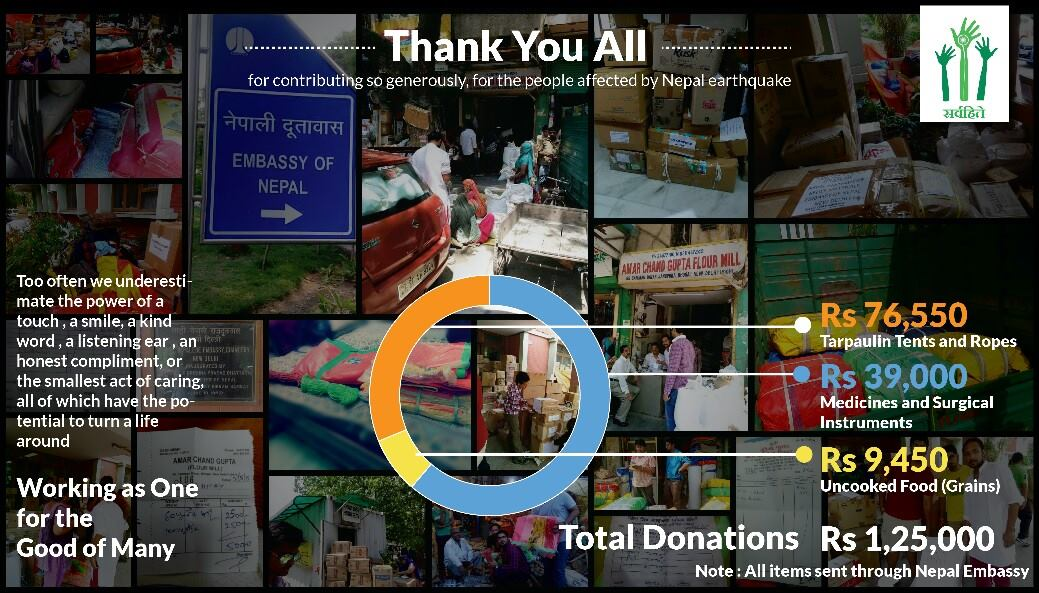 Thank You All
for contributing so generously, for the people affected by Nepal earthquake
सर्वहिते
नेपाली दूतावास
EMBASSY OF
NEPAL
AMAR CHAND GUPTA FLOUR MILL
Too often we underesti-
mate the power of a
touch , a smile, a kind
word , a listening ear , an
honest compliment, or
the smallest act of caring,
all of which have the po-
tential to turn a life
around
Working as One
for the
Good of Many
AMAR CHAND GUPTA
(FLOUR MILL)
Rs 76,550
Tarpaulin Tents and Ropes
Rs 39,000
Medicines and Surgical
Instruments
Rs 9,450
Uncooked Food (Grains)
Total Donations Rs 1,25,000
Note : All items sent through Nepal Embassy